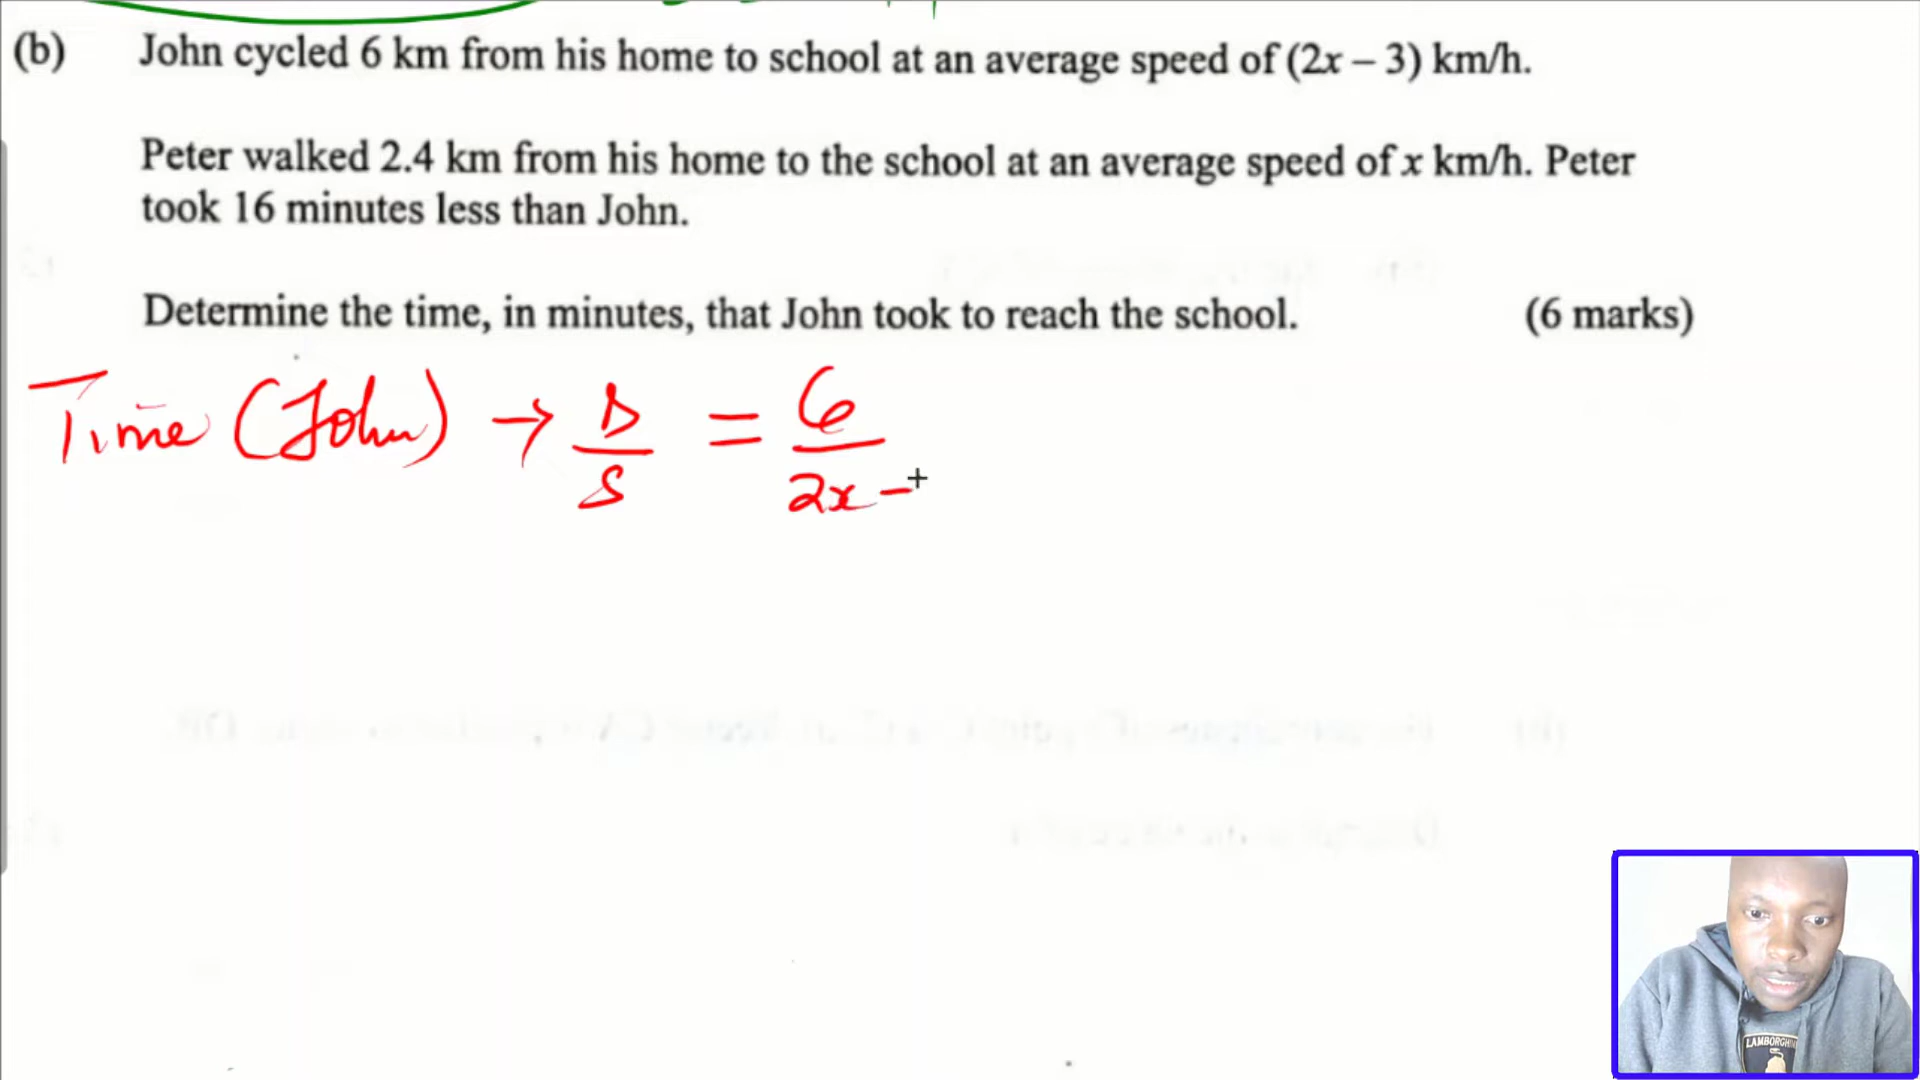 (b) John cycled 6 km from his home to school at an average speed of (2x – 3) km/h.
Peter walked 2.4 km from his home to the school at an average speed of x km/h. Peter
took 16 minutes less than John.
Determine the time, in minutes, that John took to reach the school. (6 marks)
Time (John) → D/S = 6/2x –
LAMBORGHINI